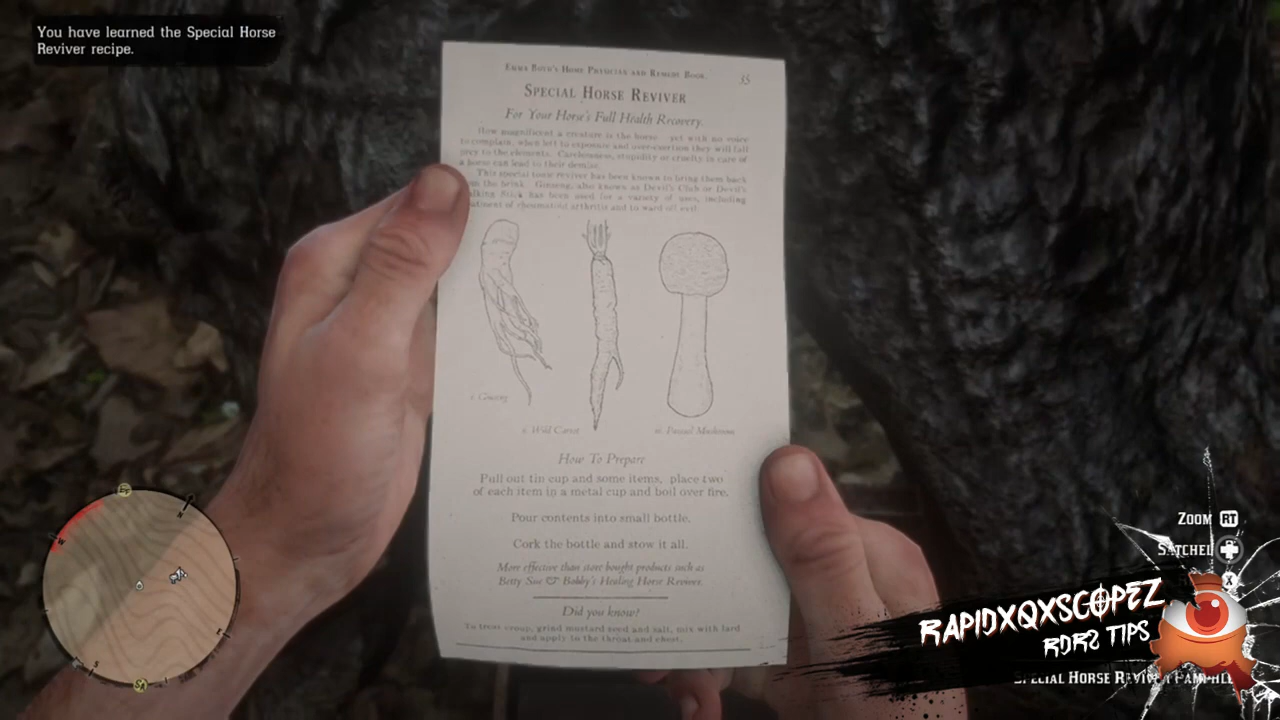 You have learned the Special Horse
Reviver recipe.
Emma Boyd's Home Physician and Remedy Book.
55
Special Horse Reviver
For Your Horse's Full Health Recovery.
How magnificent a creature is the horse yet with no voice
to complain, when left to exposure and over-exertion they will fall
prey to the elements. Carelessness, stupidity or cruelty in care of
a horse can lead to their demise.
This special tonic reviver has been known to bring them back
the brink. Ginseng, also known as Devil's Club or Devil's
alking Stick has been used for a variety of uses, including
atment of rheumatoid arthritis and to ward off evil
i. Ginseng
ii. Wild Carrot
iii. Parasol Mushroom
How To Prepare
Pull out tin cup and some items, place two
of each item in a metal cup and boil over fire.
Pour contents into small bottle.
Cork the bottle and stow it all.
More effective than store bought products such as
Betty Sue & Bobby's Healing Horse Reviver.
Did you know?
To treat croup, grind mustard seed and salt, mix with lard
and apply to the throat and chest.
W
N
E
S
Zoom RT
Satchel
X
RAPIDXQXSCOPEZ
RDR2 TIPS
Special Horse Reviver Pamphle